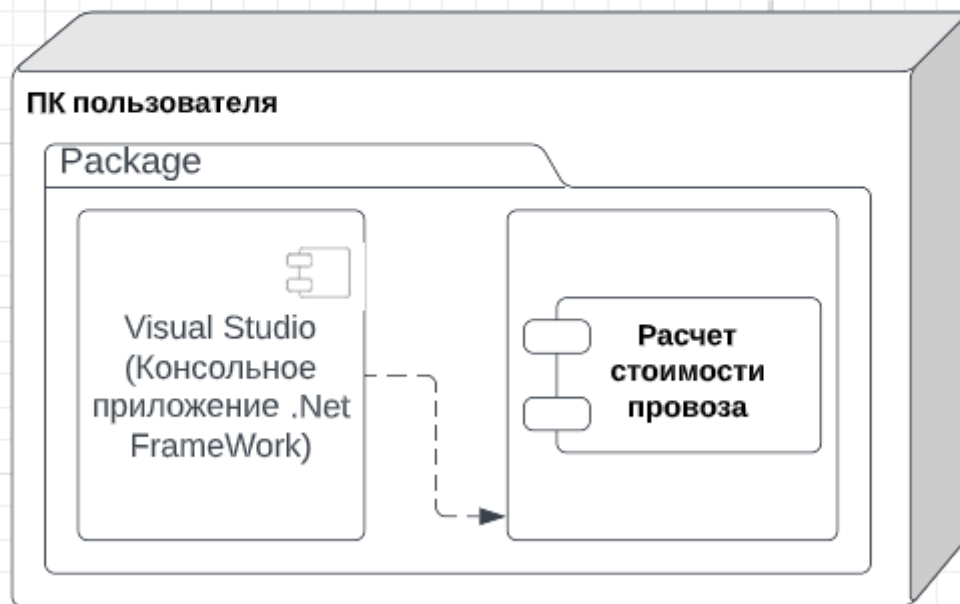 ПК пользователя
Package
Visual Studio
(Консольное
приложение .Net
FrameWork)
Расчет
стоимости
провоза